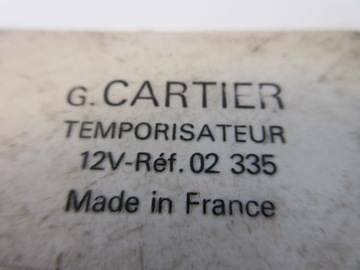 G. CARTIER
TEMPORISATEUR
12V-Réf. 02 335
Made in France